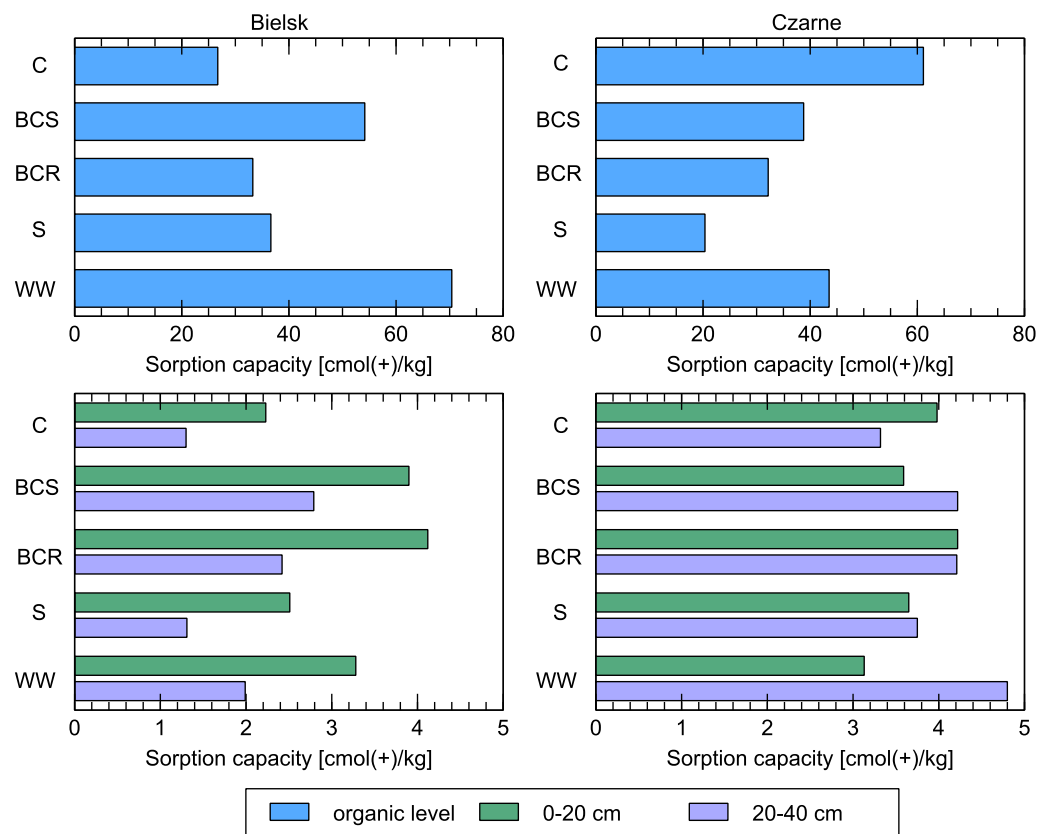 Bielsk
Czarne
C
BCS
BCR
S
WW
0 20 40 60 80
Sorption capacity [cmol(+)/kg]
C
BCS
BCR
S
WW
0 20 40 60 80
Sorption capacity [cmol(+)/kg]
C
BCS
BCR
S
WW
0 1 2 3 4 5
Sorption capacity [cmol(+)/kg]
C
BCS
BCR
S
WW
0 1 2 3 4 5
Sorption capacity [cmol(+)/kg]
organic level 0-20 cm 20-40 cm